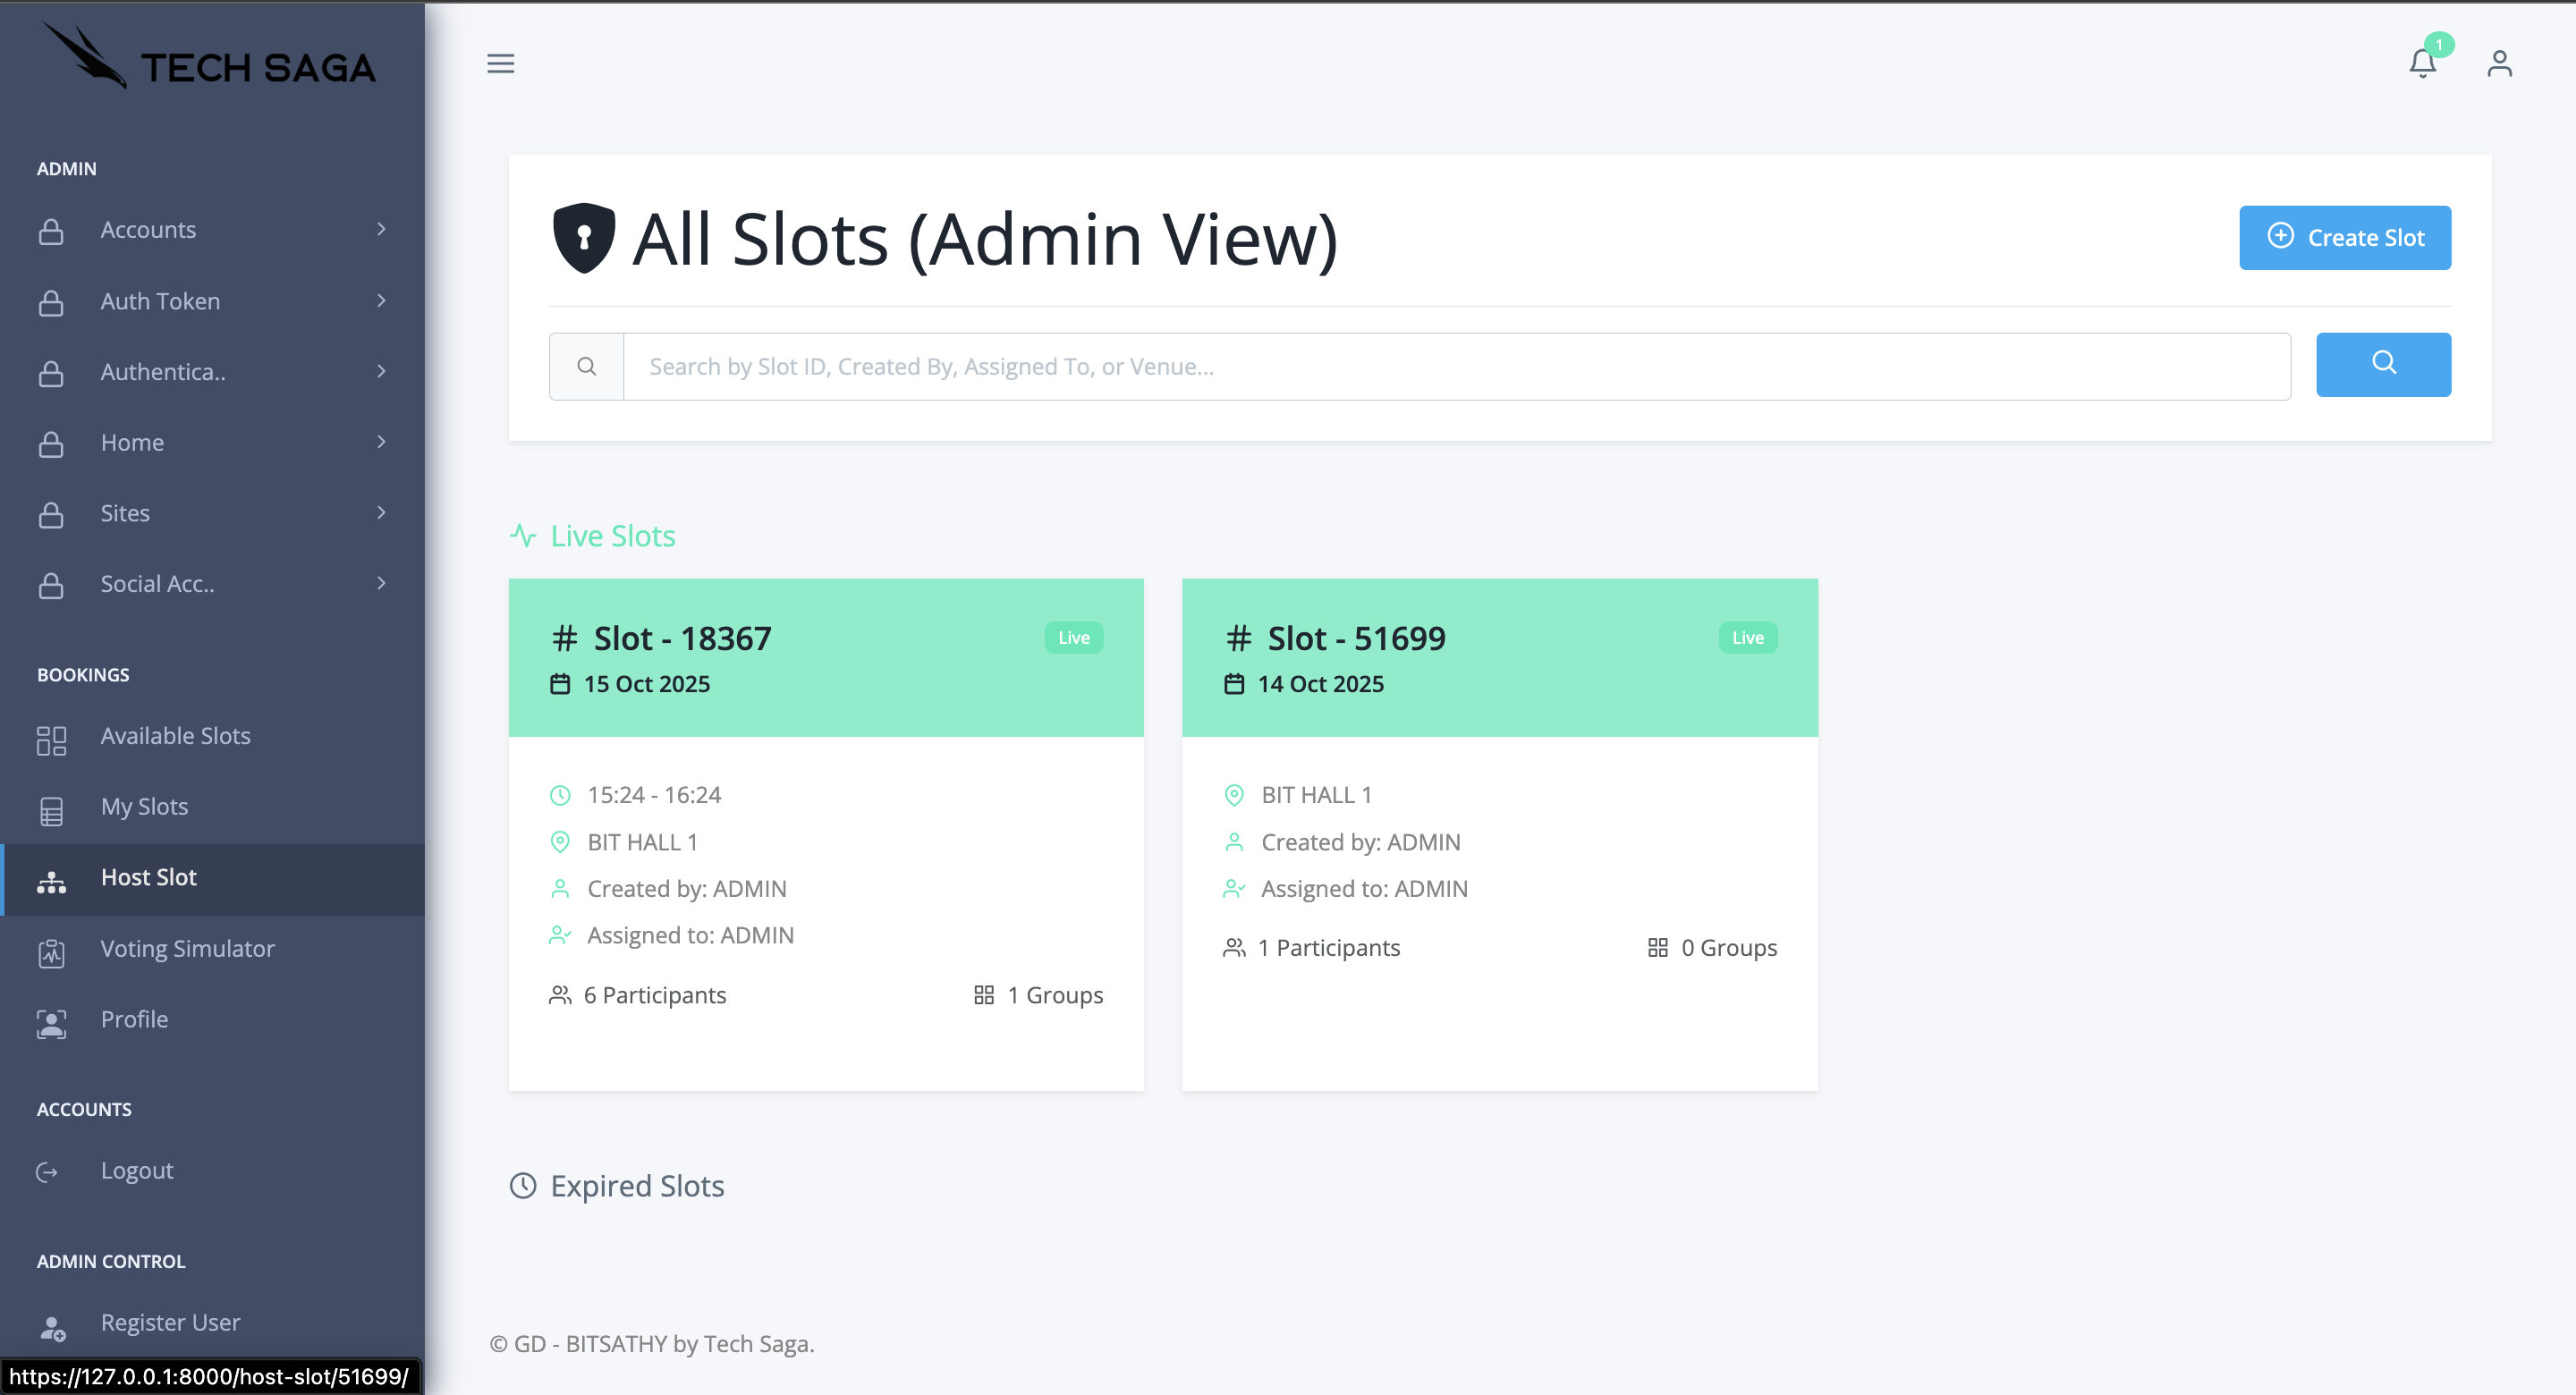 TECH SAGA
1
ADMIN
Accounts
Auth Token
Authentica..
Home
Sites
Social Acc..
BOOKINGS
Available Slots
My Slots
Host Slot
Voting Simulator
Profile
ACCOUNTS
Logout
ADMIN CONTROL
Register User
https://127.0.0.1:8000/host-slot/51699/
All Slots (Admin View)
Create Slot
Search by Slot ID, Created By, Assigned To, or Venue...
Live Slots
# Slot - 18367
Live
15 Oct 2025
15:24 - 16:24
BIT HALL 1
Created by: ADMIN
Assigned to: ADMIN
6 Participants
1 Groups
# Slot - 51699
Live
14 Oct 2025
BIT HALL 1
Created by: ADMIN
Assigned to: ADMIN
1 Participants
0 Groups
Expired Slots
© GD - BITSATHY by Tech Saga.